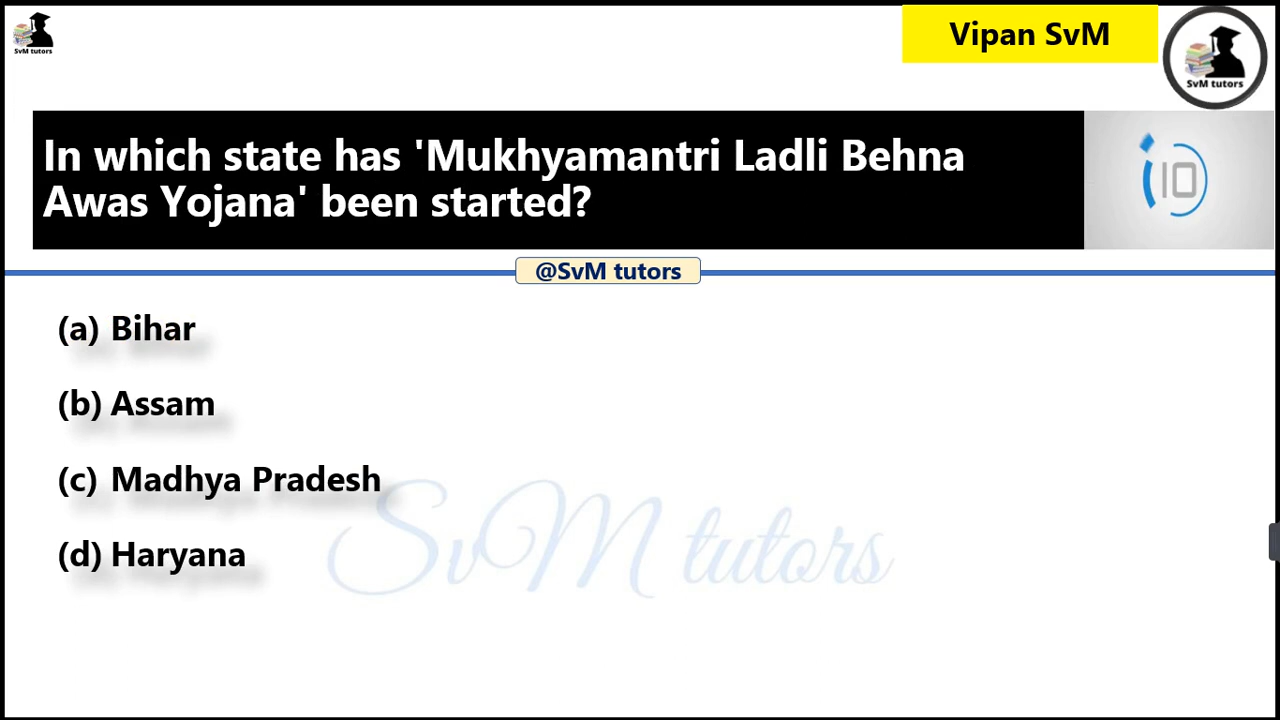 SvM tutors
Vipan SvM
SvM tutors
In which state has 'Mukhyamantri Ladli Behna
Awas Yojana' been started?
10
@SvM tutors
(a) Bihar
(b) Assam
(c) Madhya Pradesh
(d) Haryana
SvM tutors